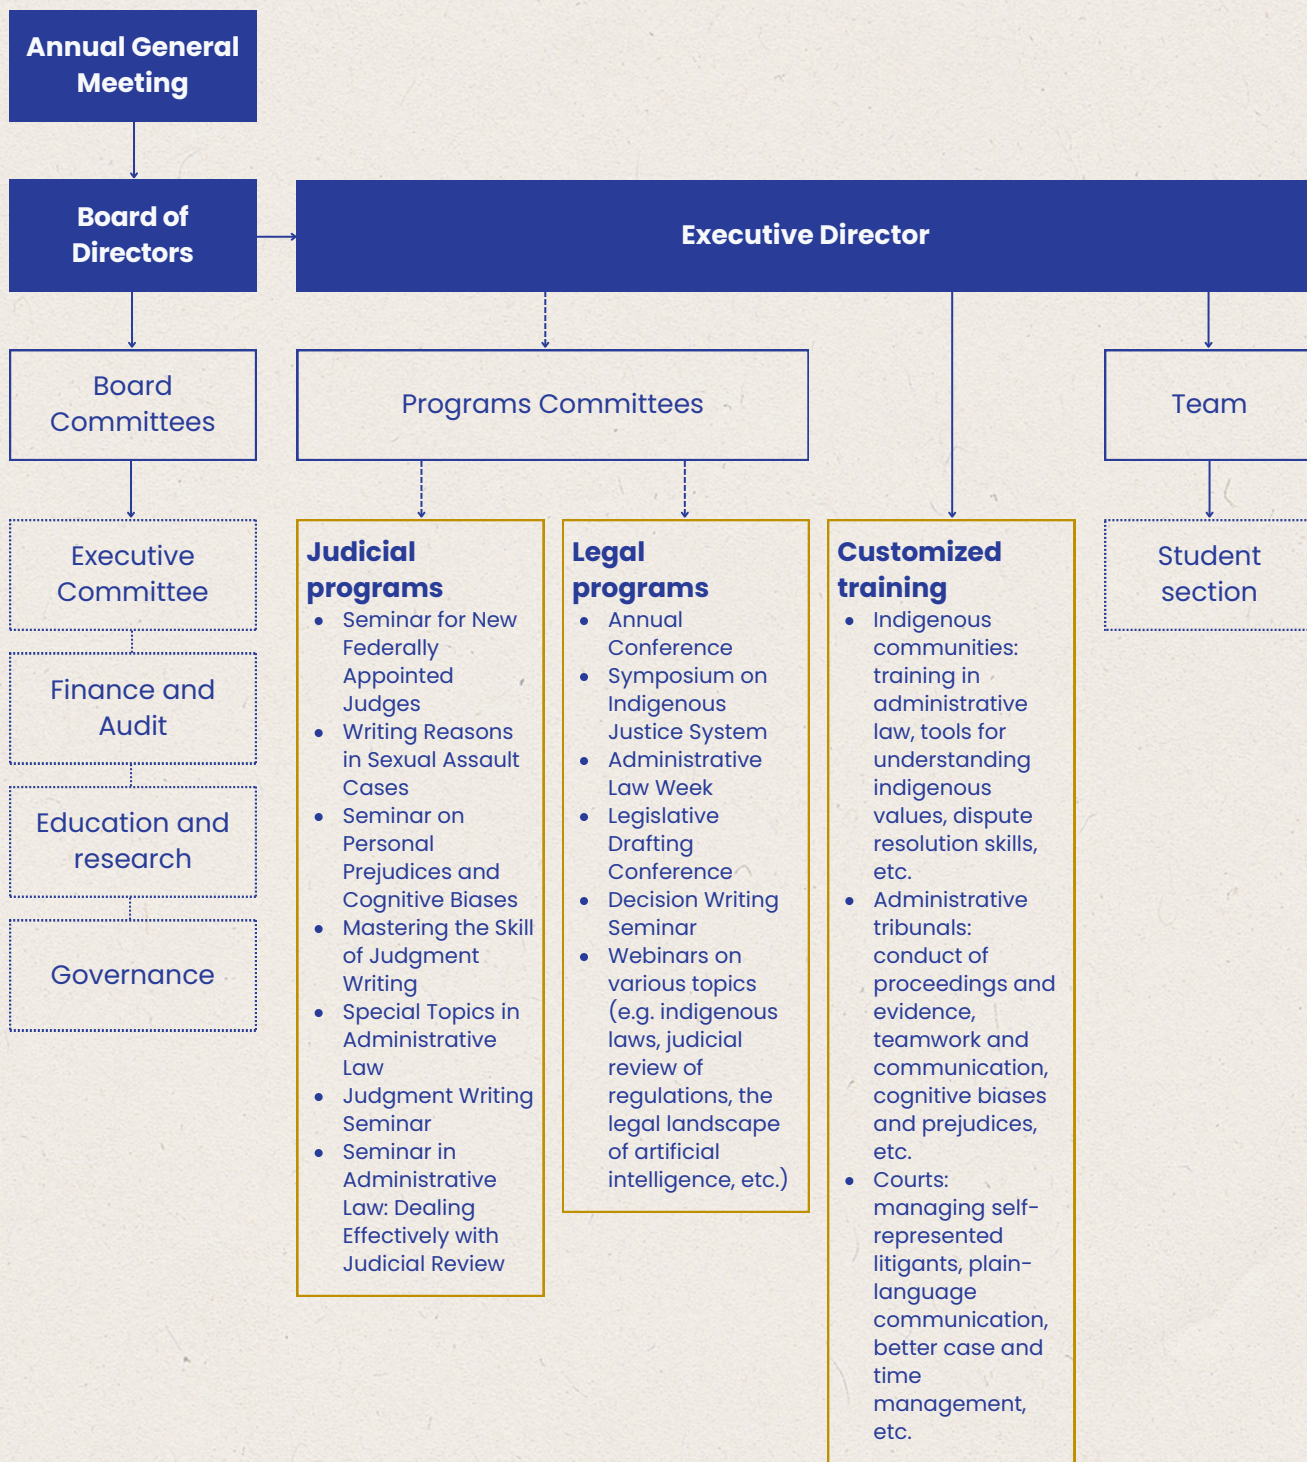 Annual General
Meeting
Board of
Directors
Executive Director
Board
Committees
Programs Committees
Team
Executive
Committee
Finance and
Audit
Education and
research
Governance
Judicial
programs
• Seminar for New
Federally
Appointed
Judges
• Writing Reasons
in Sexual Assault
Cases
• Seminar on
Personal
Prejudices and
Cognitive Biases
• Mastering the Skill
of Judgment
Writing
• Special Topics in
Administrative
Law
• Judgment Writing
Seminar
• Seminar in
Administrative
Law: Dealing
Effectively with
Judicial Review
Legal
programs
• Annual
Conference
• Symposium on
Indigenous
Justice System
• Administrative
Law Week
• Legislative
Drafting
Conference
• Decision Writing
Seminar
• Webinars on
various topics
(e.g. indigenous
laws, judicial
review of
regulations, the
legal landscape
of artificial
intelligence, etc.)
Customized
training
• Indigenous
communities:
training in
administrative
law, tools for
understanding
indigenous
values, dispute
resolution skills,
etc.
• Administrative
tribunals:
conduct of
proceedings and
evidence,
teamwork and
communication,
cognitive biases
and prejudices,
etc.
• Courts:
managing self-
represented
litigants, plain-
language
communication,
better case and
time
management,
etc.
Student
section